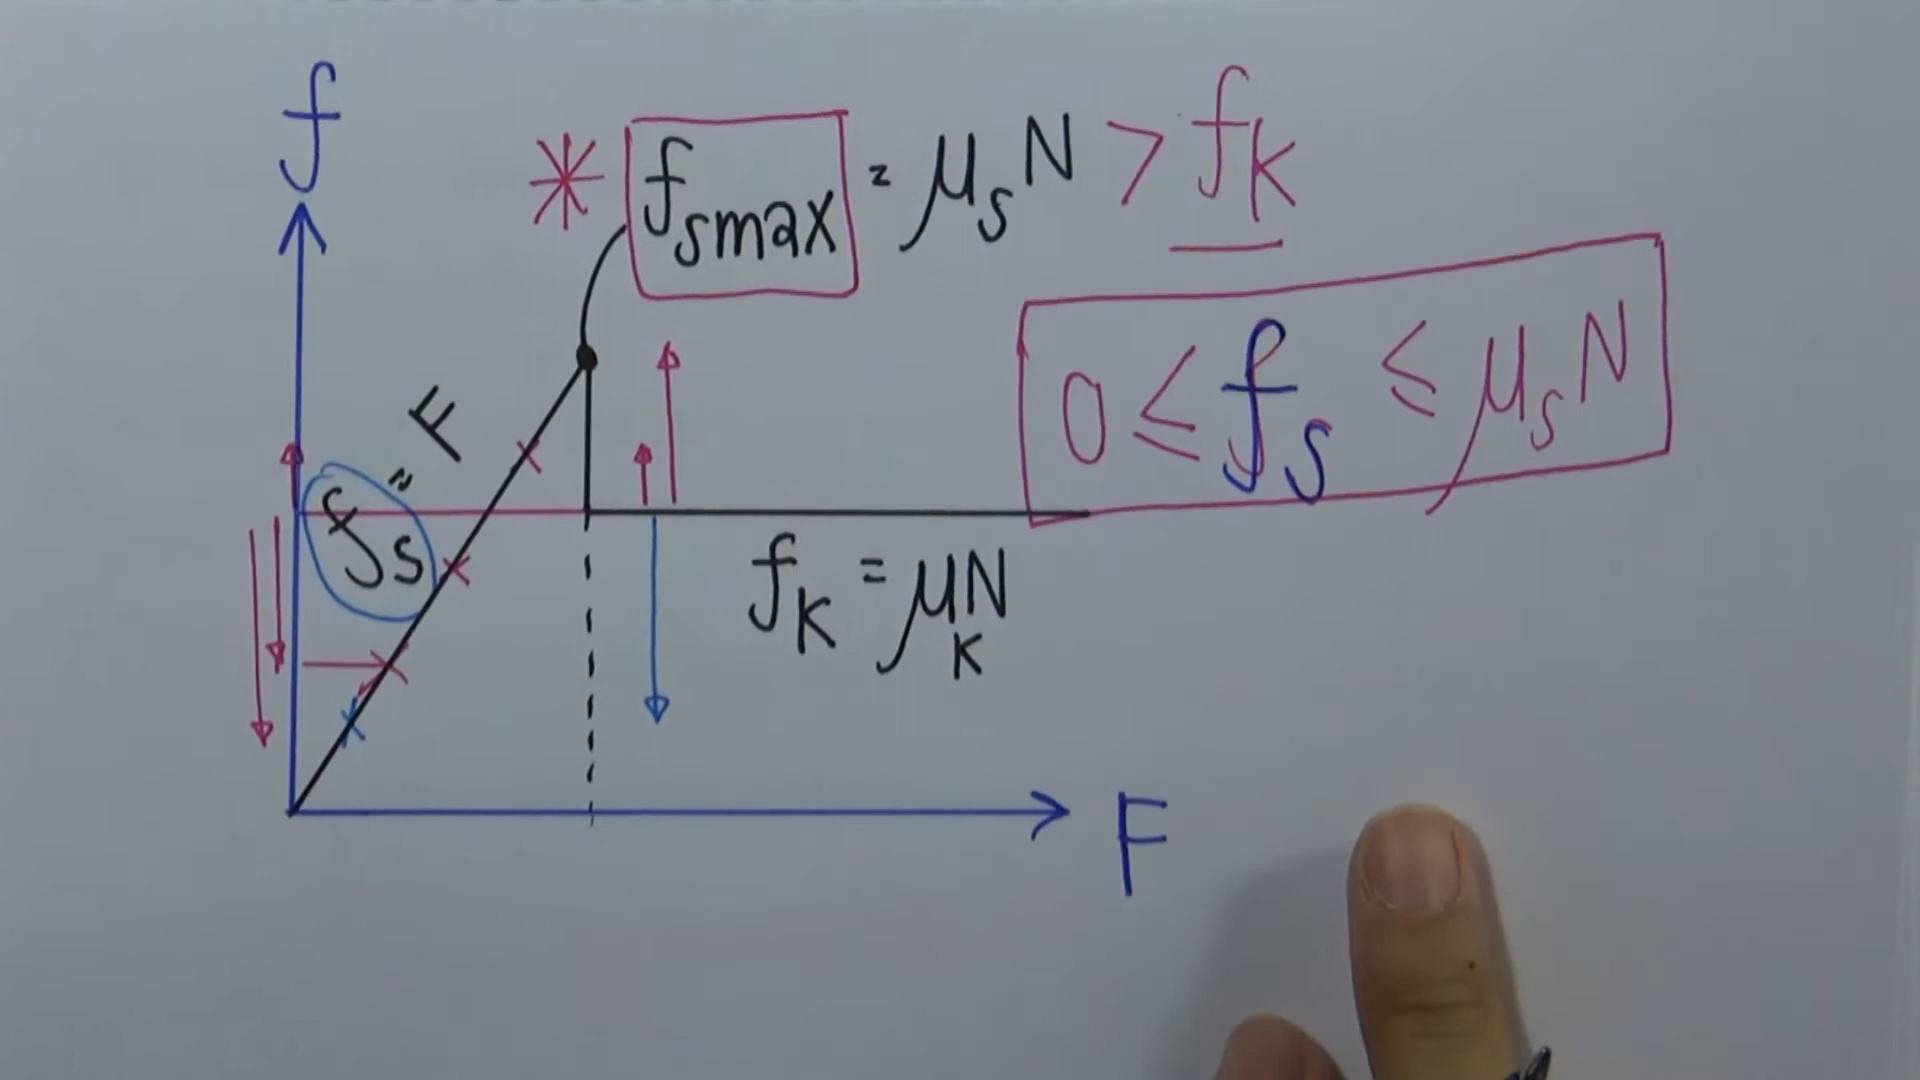 f
* fsmax = μsN > fK
0 ≤ fs ≤ μsN
fs = F
fK = μKN
F